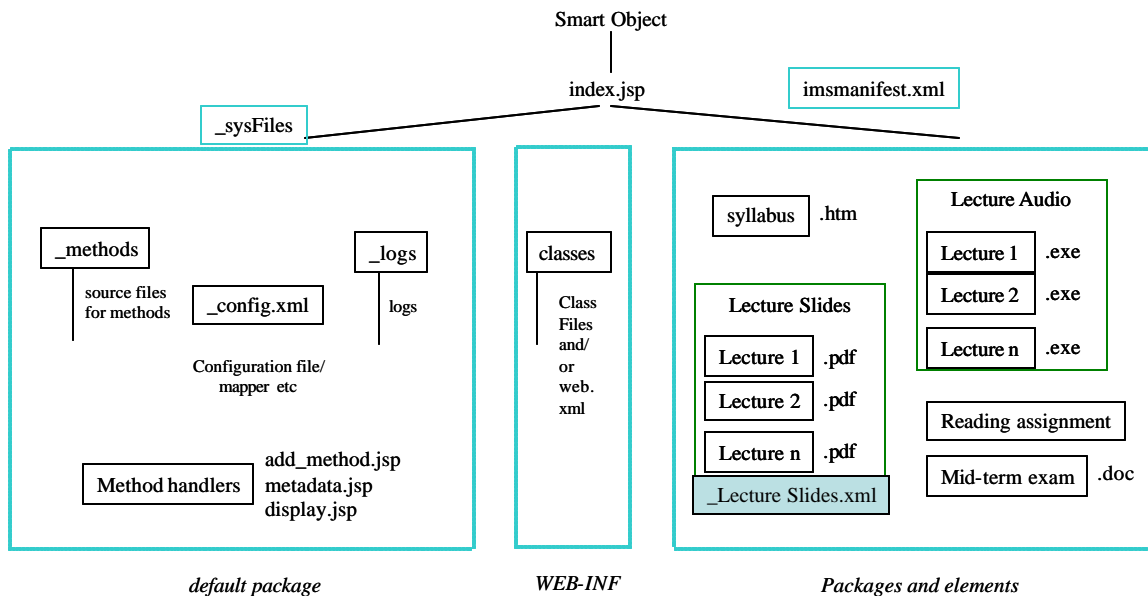 Smart Object
index.jsp
imsmanifest.xml
_sysFiles
_methods
source files
for methods
_config.xml
Configuration file/
mapper etc
_logs
logs
Method handlers
add_method.jsp
metadata.jsp
display.jsp
default package
classes
Class
Files
and/
or
web.
xml
WEB-INF
syllabus .htm
Lecture Slides
Lecture 1 .pdf
Lecture 2 .pdf
Lecture n .pdf
_Lecture Slides.xml
Lecture Audio
Lecture 1 .exe
Lecture 2 .exe
Lecture n .exe
Reading assignment
Mid-term exam .doc
Packages and elements